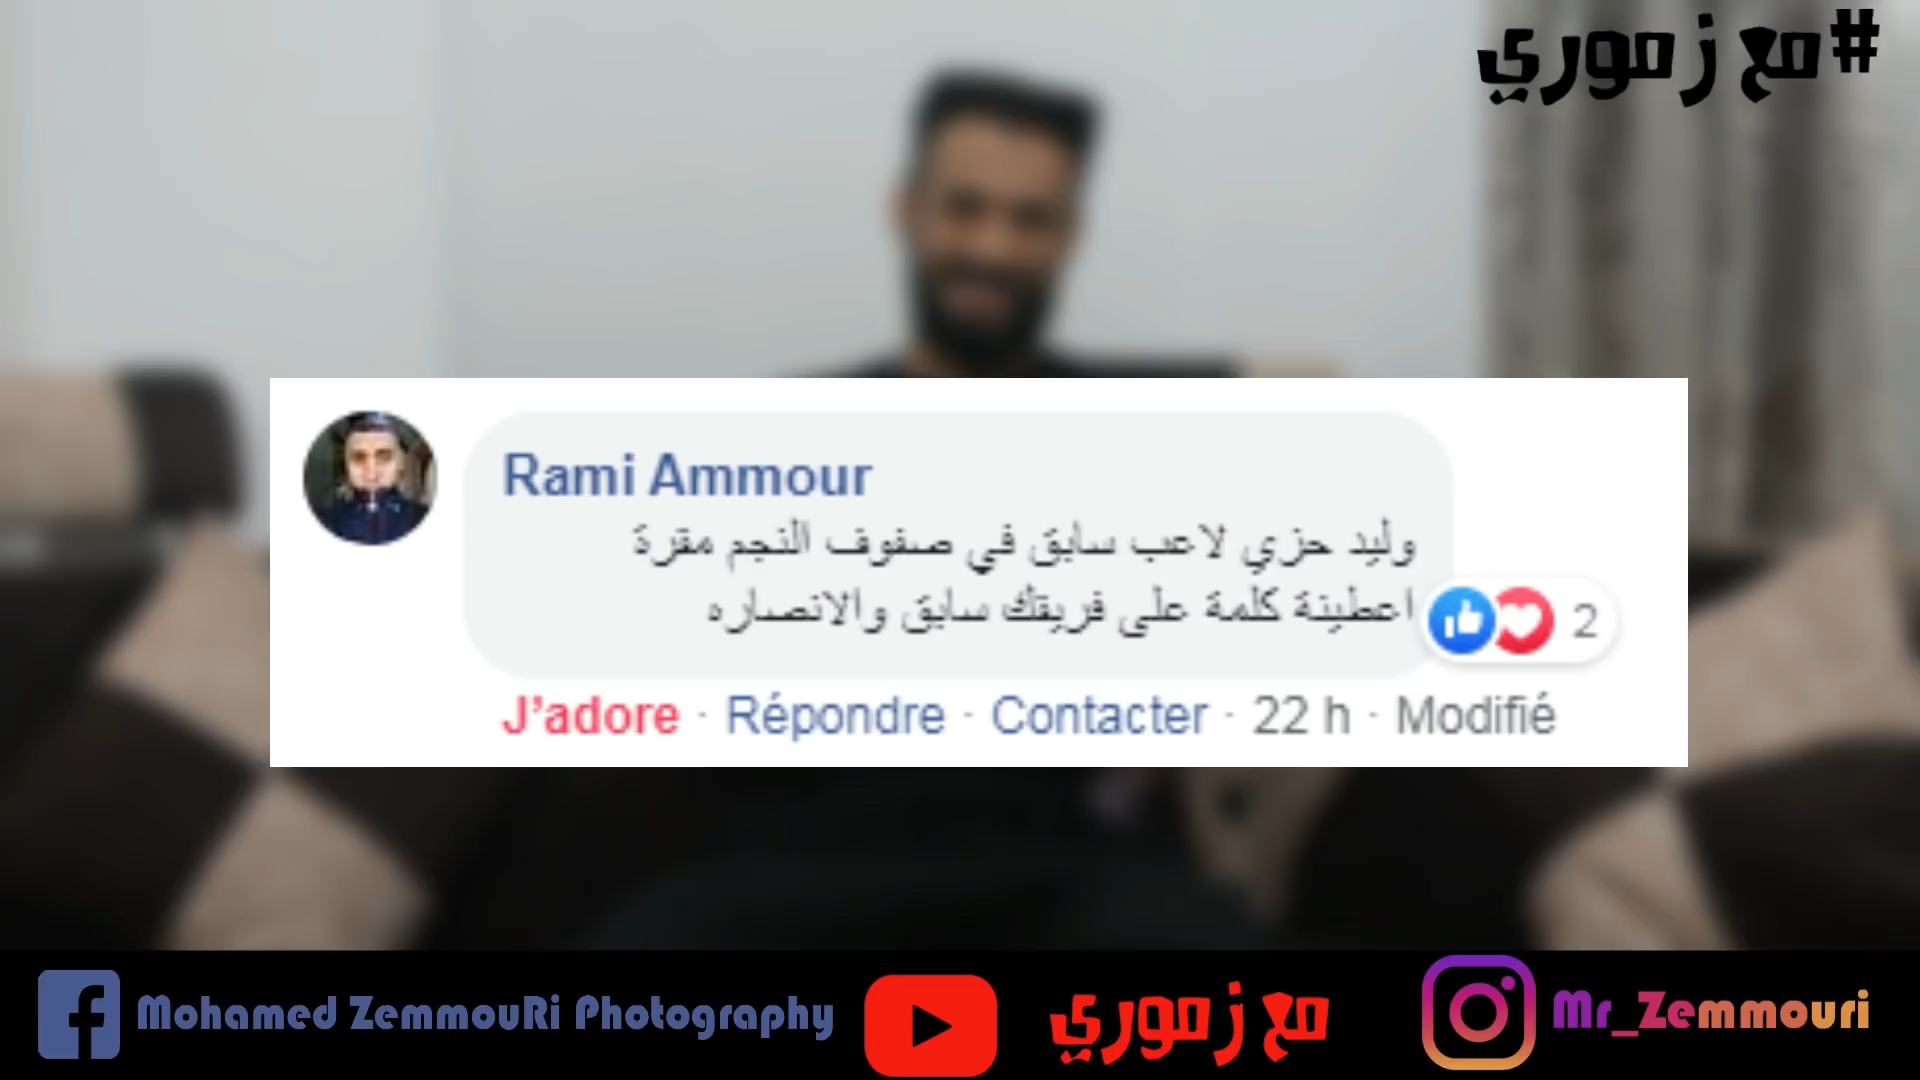 #مع زموري
Rami Ammour
وليد حزي لاعب سابق في صفوف النجم مقرة
اعطينة كلمة على فريقك سابق والانصاره
2
J'adore · Répondre · Contacter · 22 h · Modifié
Mohamed ZemmouRi Photography
مع زموري
Mr_Zemmouri